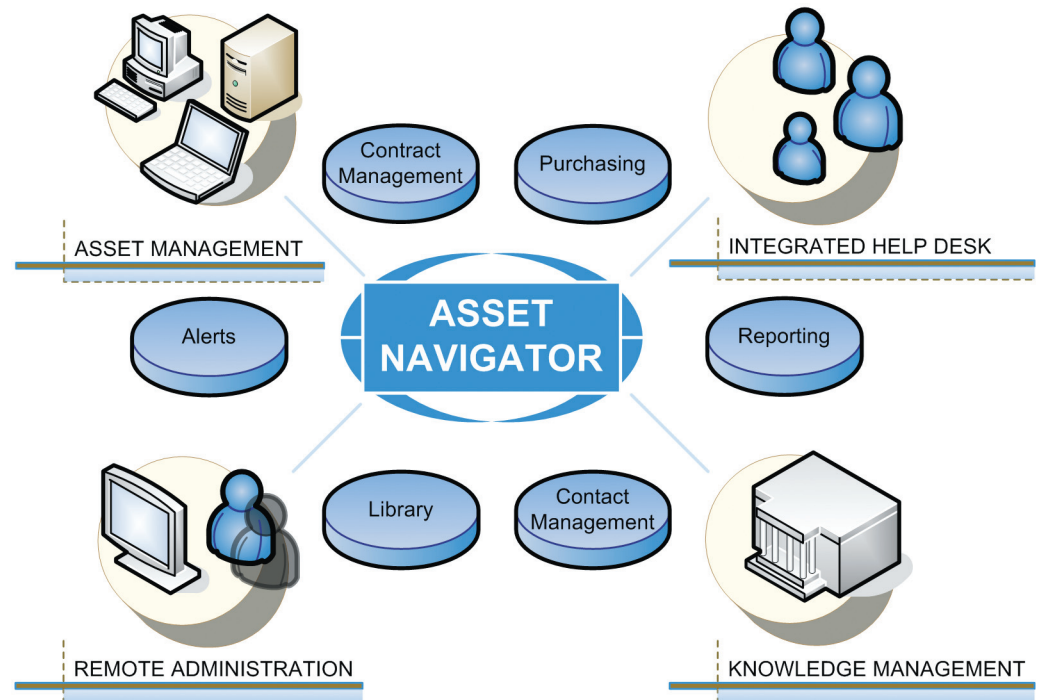 Contract
Management
Purchasing
ASSET MANAGEMENT
INTEGRATED HELP DESK
ASSET
NAVIGATOR
Alerts
Reporting
Library
Contact
Management
REMOTE ADMINISTRATION
KNOWLEDGE MANAGEMENT